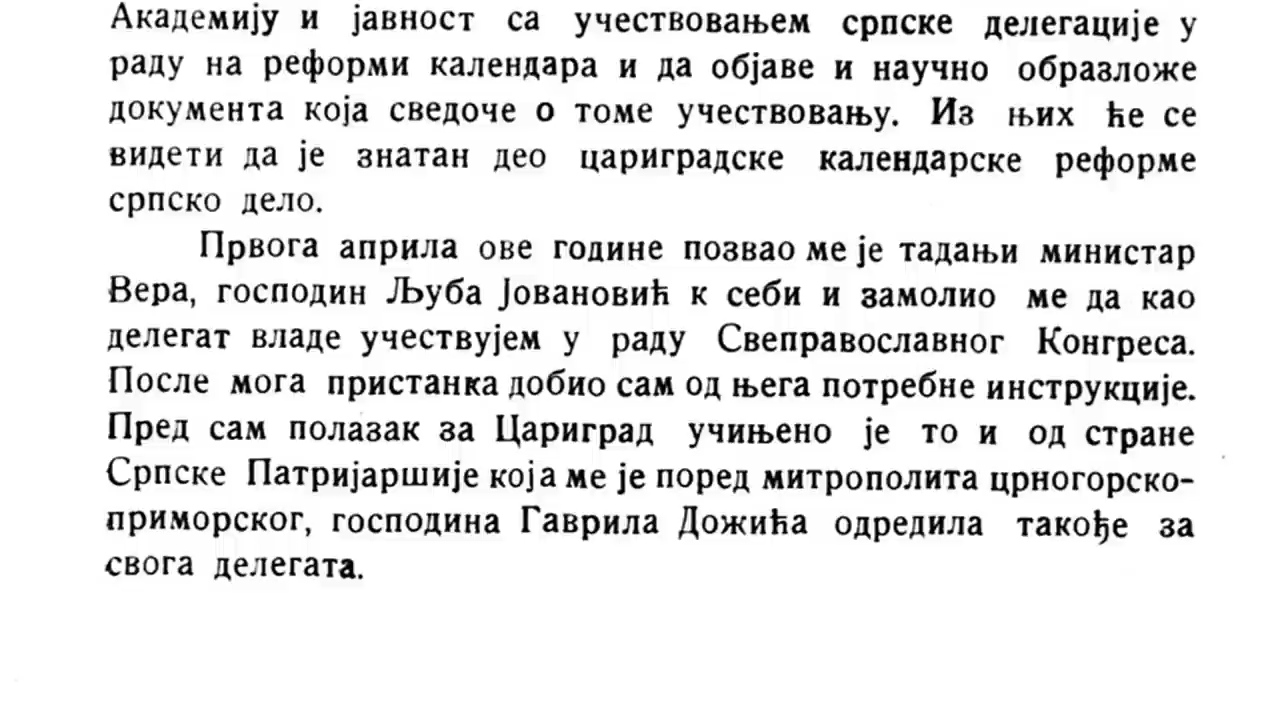 Академију и јавност са учествовањем српске делегације у
раду на реформи календара и да објаве и научно образложе
документа која сведоче о томе учествовању. Из њих ће се
видети да је знатан део цариградске календарске реформе
српско дело.
Првога априла ове године позвао ме је тадањи министар
Вера, господин Љуба Јовановић к себи и замолио ме да као
делегат владе учествујем у раду Свеправославног Конгреса.
После мога пристанка добио сам од њега потребне инструкције.
Пред сам полазак за Цариград учињено је то и од стране
Српске Патријаршије која ме је поред митрополита црногорско-
приморског, господина Гаврила Дожића одредила такође за
свога делегата.